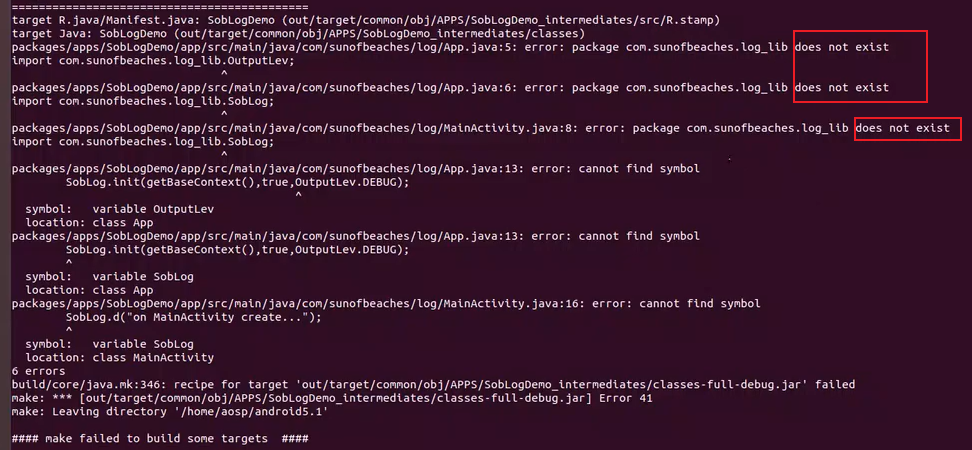 ============================================
target R.java/Manifest.java: SobLogDemo (out/target/common/obj/APPS/SobLogDemo_intermediates/src/R.stamp)
target Java: SobLogDemo (out/target/common/obj/APPS/SobLogDemo_intermediates/classes)
packages/apps/SobLogDemo/app/src/main/java/com/sunofbeaches/log/App.java:5: error: package com.sunofbeaches.log_lib does not exist
import com.sunofbeaches.log_lib.OutputLev;
^
packages/apps/SobLogDemo/app/src/main/java/com/sunofbeaches/log/App.java:6: error: package com.sunofbeaches.log_lib does not exist
import com.sunofbeaches.log_lib.SobLog;
^
packages/apps/SobLogDemo/app/src/main/java/com/sunofbeaches/log/MainActivity.java:8: error: package com.sunofbeaches.log_lib does not exist
import com.sunofbeaches.log_lib.SobLog;
^
packages/apps/SobLogDemo/app/src/main/java/com/sunofbeaches/log/App.java:13: error: cannot find symbol
SobLog.init(getBaseContext(),true,OutputLev.DEBUG);
^
symbol:   variable OutputLev
location: class App
packages/apps/SobLogDemo/app/src/main/java/com/sunofbeaches/log/App.java:13: error: cannot find symbol
SobLog.init(getBaseContext(),true,OutputLev.DEBUG);
^
symbol:   variable SobLog
location: class App
packages/apps/SobLogDemo/app/src/main/java/com/sunofbeaches/log/MainActivity.java:16: error: cannot find symbol
SobLog.d("on MainActivity create...");
^
symbol:   variable SobLog
location: class MainActivity
6 errors
build/core/java.mk:346: recipe for target 'out/target/common/obj/APPS/SobLogDemo_intermediates/classes-full-debug.jar' failed
make: *** [out/target/common/obj/APPS/SobLogDemo_intermediates/classes-full-debug.jar] Error 41
make: Leaving directory '/home/aosp/android5.1'
#### make failed to build some targets  ####